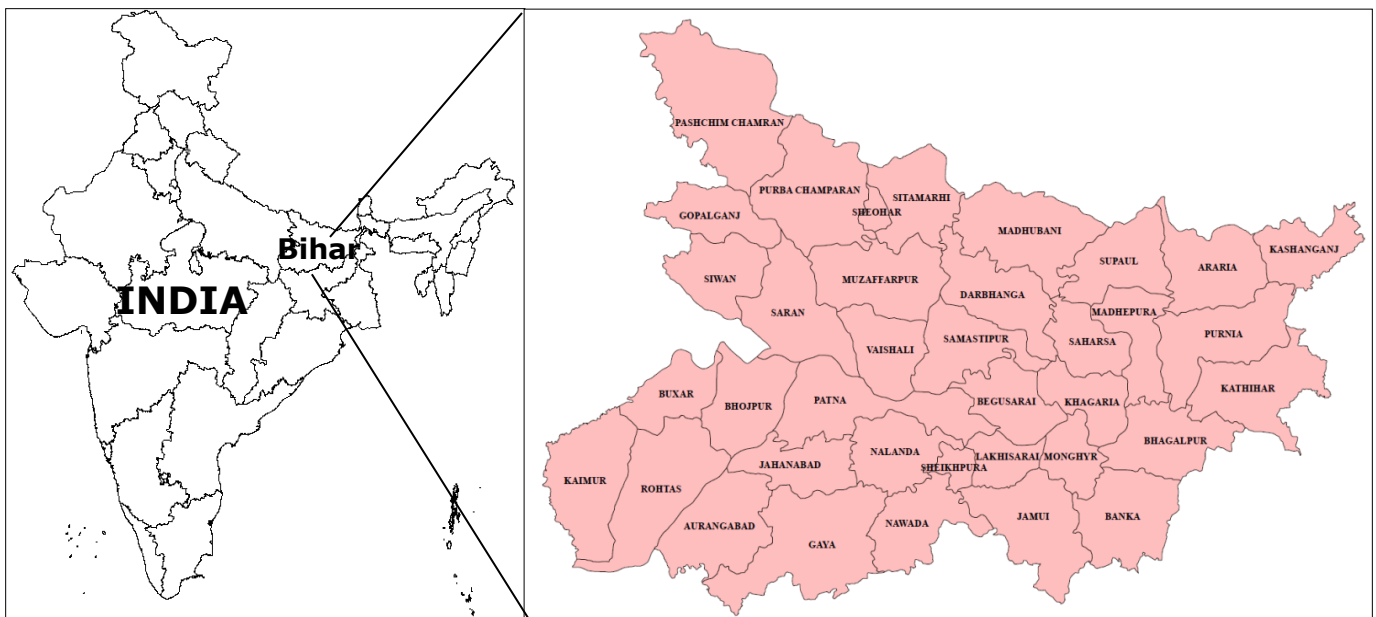 Bihar
INDIA
PASHCHIM CHAMRAN
PURBA CHAMPARAN
SITAMARHI
SHEOHAR
GOPALGANJ
MADHUBANI
KASHANGANJ
SUPAUL
ARARIA
SIWAN
MUZAFFARPUR
DARBHANGA
SARAN
MADHEPURA
PURNIA
SAMASTIPUR
SAHARSA
VAISHALI
KATHIHAR
BUXAR
PATNA
BEGUSARAI
KHAGARIA
BHOJPUR
BHAGALPUR
NALANDA
LAKHISARAI
MONGHYR
JAHANABAD
SHEIKHPURA
KAIMUR
ROHTAS
JAMUI
BANKA
AURANGABAD
NAWADA
GAYA